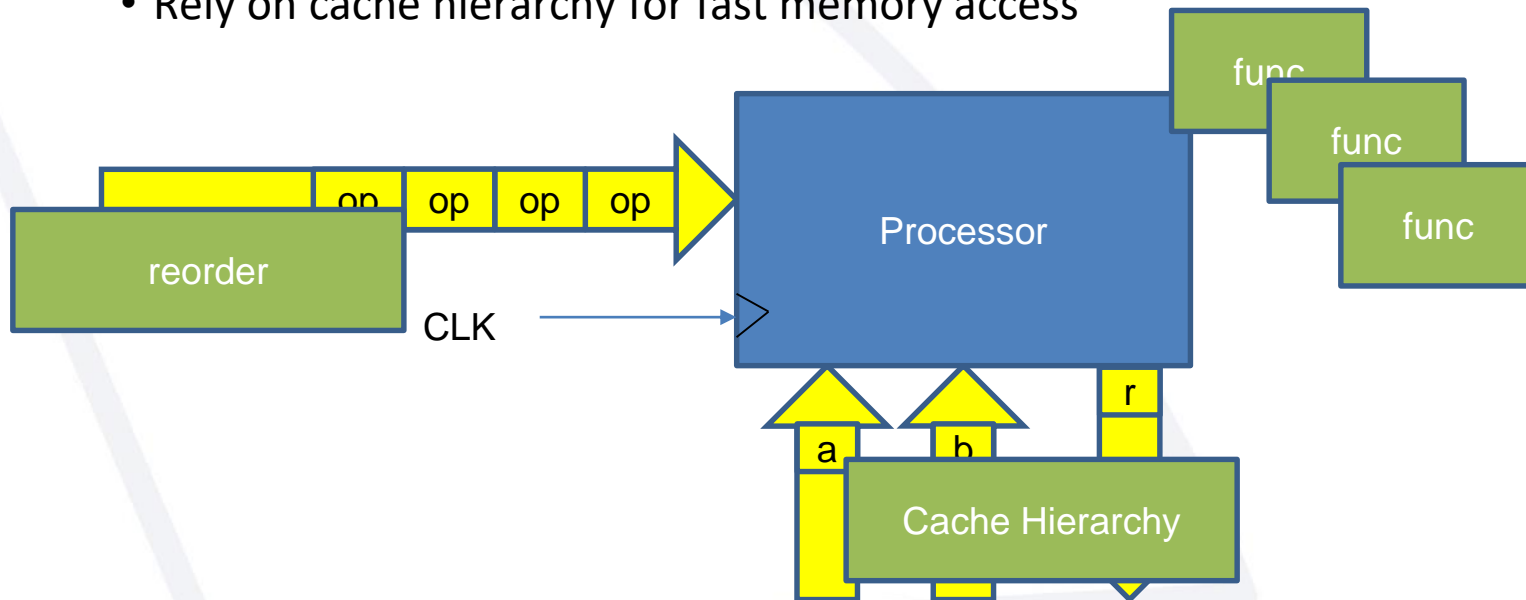 • Rely on cache hierarchy for fast memory access
func
func
func
op op op op
Processor
reorder
CLK
r
a b
Cache Hierarchy